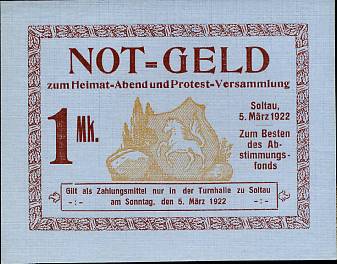 NOT=GELD
zum Heimat-Abend und Protest-Versammlung
1 Mk.
Soltau,
5. März 1922
Zum Besten
des Ab-
stimmungs-
fonds
Gilt als Zahlungsmittel nur in der Turnhalle zu Soltau
-:- am Sonntag, den 5. März 1922 -:-